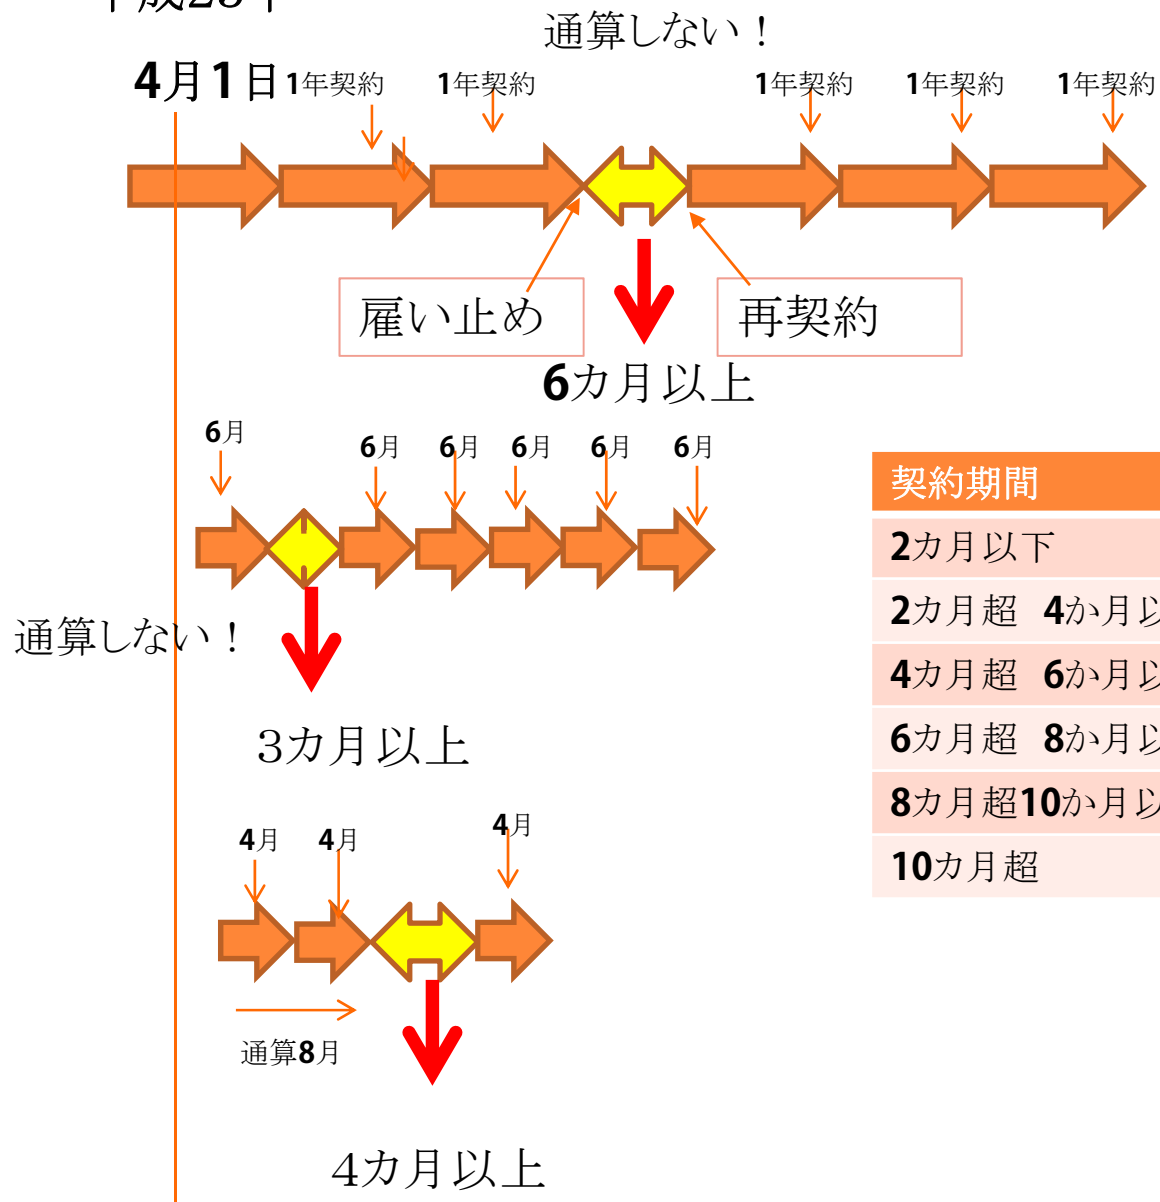 通算しない！
4月1日
1年契約
1年契約
1年契約
1年契約
1年契約
雇い止め
再契約
6カ月以上
6月
6月
6月
6月
6月
6月
通算しない！
3カ月以上
契約期間
2カ月以下
2カ月超 4か月以
4カ月超 6か月以
6カ月超 8か月以
8カ月超10か月以
10カ月超
4月
4月
4月
通算8月
4カ月以上